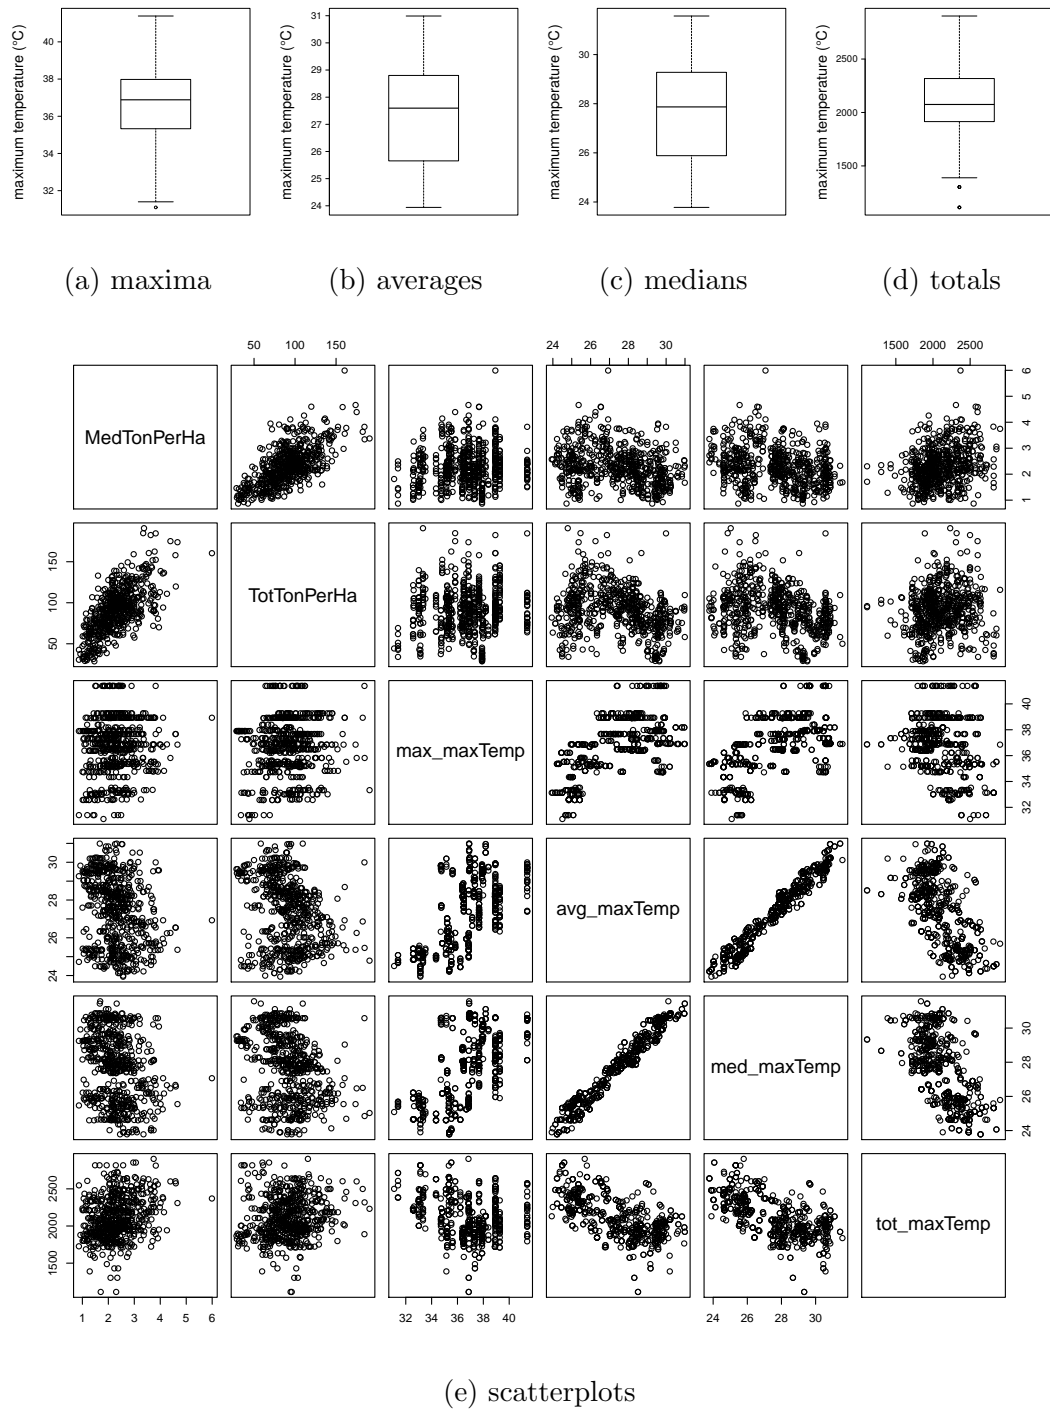 maximum temperature (°C)
40
38
36
34
32
maximum temperature (°C)
31
30
29
28
27
26
25
24
maximum temperature (°C)
30
28
26
24
maximum temperature (°C)
2500
2000
1500
(a) maxima
(b) averages
(c) medians
(d) totals
50 100 150
24 26 28 30
1500 2000 2500
MedTonPerHa
6
5
4
3
2
1
150
100
50
TotTonPerHa
max_maxTemp
40
38
36
34
32
30
28
26
24
avg_maxTemp
med_maxTemp
30
28
26
24
2500
2000
1500
tot_maxTemp
1 2 3 4 5 6
32 34 36 38 40
24 26 28 30
(e) scatterplots